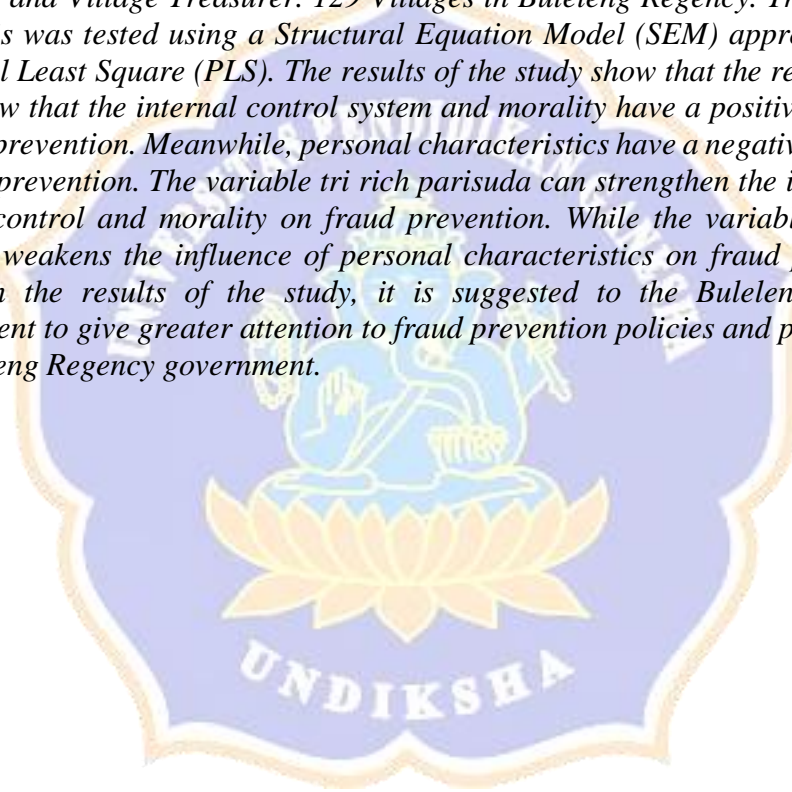 and Village Treasurer. 129 Villages in Buleleng Regency. Th
s was tested using a Structural Equation Model (SEM) appro
l Least Square (PLS). The results of the study show that the re
w that the internal control system and morality have a positiv
prevention. Meanwhile, personal characteristics have a negativ
prevention. The variable tri rich parisuda can strengthen the i
control and morality on fraud prevention. While the variabl
weakens the influence of personal characteristics on fraud p
n the results of the study, it is suggested to the Bulelen
ent to give greater attention to fraud prevention policies and p
eng Regency government.
UNIVERSITAS PENDIDIKAN GANESHA
UNDIKSHA